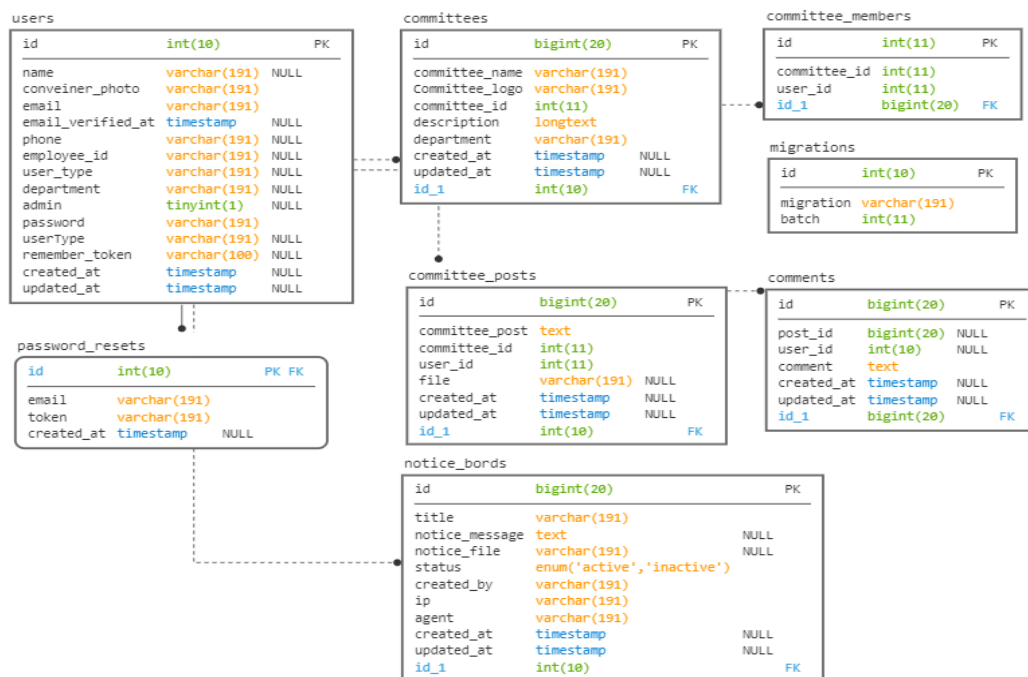 users
id int(10) PK
name varchar(191) NULL
conveiner_photo varchar(191)
email varchar(191)
email_verified_at timestamp NULL
phone varchar(191) NULL
employee_id varchar(191) NULL
user_type varchar(191) NULL
department varchar(191) NULL
admin tinyint(1) NULL
password varchar(191)
userType varchar(191) NULL
remember_token varchar(100) NULL
created_at timestamp NULL
updated_at timestamp NULL
committees
id bigint(20) PK
committee_name varchar(191)
Committee_logo varchar(191)
committee_id int(11)
description longtext
department varchar(191)
created_at timestamp NULL
updated_at timestamp NULL
id_1 int(10) FK
committee_members
id int(11) PK
committee_id int(11)
user_id int(11)
id_1 bigint(20) FK
migrations
id int(10) PK
migration varchar(191)
batch int(11)
committee_posts
id bigint(20) PK
committee_post text
committee_id int(11)
user_id int(11)
file varchar(191) NULL
created_at timestamp NULL
updated_at timestamp NULL
id_1 int(10) FK
comments
id bigint(20) PK
post_id bigint(20) NULL
user_id int(10) NULL
comment text
created_at timestamp NULL
updated_at timestamp NULL
id_1 bigint(20) FK
password_resets
id int(10) PK FK
email varchar(191)
token varchar(191)
created_at timestamp NULL
notice_bords
id bigint(20) PK
title varchar(191)
notice_message text NULL
notice_file varchar(191) NULL
status enum('active','inactive')
created_by varchar(191)
ip varchar(191)
agent varchar(191)
created_at timestamp NULL
updated_at timestamp NULL
id_1 int(10) FK